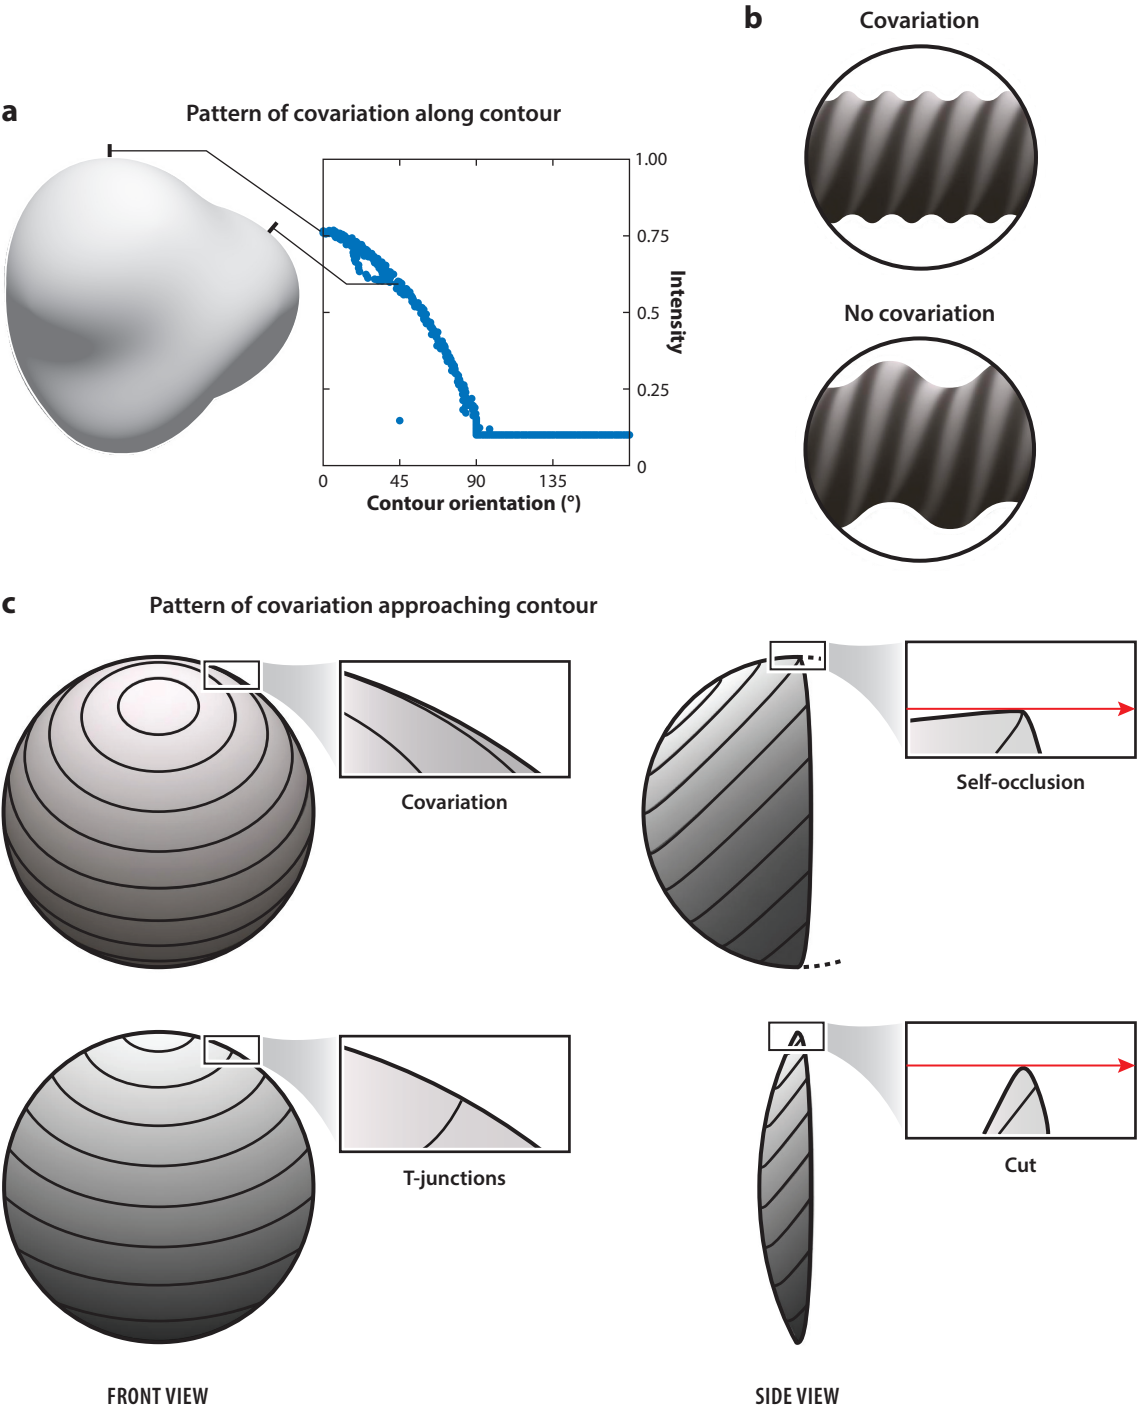 a
Pattern of covariation along contour
1.00
0.75
0.5
0.25
0
Intensity
0 45 90 135
Contour orientation (°)
b
Covariation
No covariation
c
Pattern of covariation approaching contour
Covariation
Self-occlusion
T-junctions
Cut
FRONT VIEW
SIDE VIEW